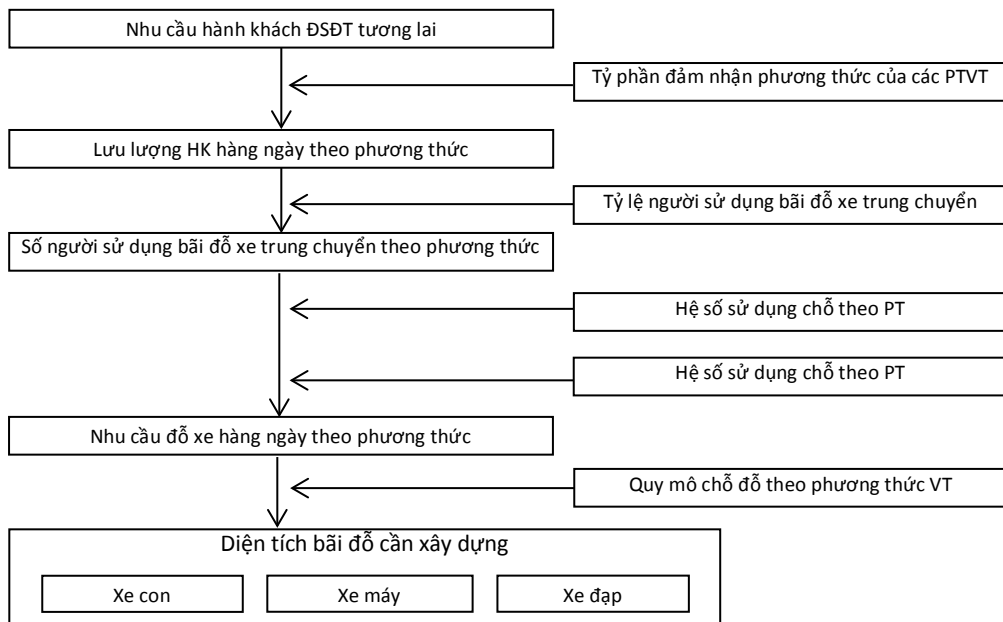 Nhu cầu hành khách ĐSĐT tương lai
Tỷ phần đảm nhận phương thức của các PTVT
Lưu lượng HK hàng ngày theo phương thức
Tỷ lệ người sử dụng bãi đỗ xe trung chuyển
Số người sử dụng bãi đỗ xe trung chuyển theo phương thức
Hệ số sử dụng chỗ theo PT
Hệ số sử dụng chỗ theo PT
Nhu cầu đỗ xe hàng ngày theo phương thức
Quy mô chỗ đỗ theo phương thức VT
Diện tích bãi đỗ cần xây dựng
Xe con
Xe máy
Xe đạp